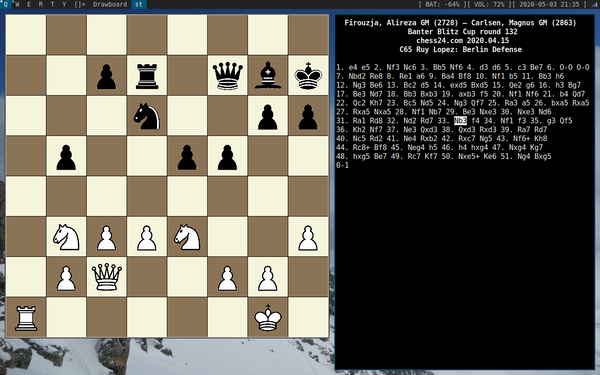 Q W E R T Y []= Drawboard st [ BAT: -64% ][ VOL: 72% ][ 2020-05-03 21:35 ]
Firouzja, Alireza GM (2728) — Carlsen, Magnus GM (2863)
Banter Blitz Cup round 132
chess24.com 2020.04.15
C65 Ruy Lopez: Berlin Defense
1. e4 e5 2. Nf3 Nc6 3. Bb5 Nf6 4. d3 d6 5. c3 Be7 6. O-O O-O
7. Nbd2 Re8 8. Re1 a6 9. Ba4 Bf8 10. Nf1 b5 11. Bb3 h6
12. Ng3 Be6 13. Bc2 d5 14. exd5 Bxd5 15. Qe2 g6 16. h3 Bg7
17. Be3 Nd7 18. Bb3 Bxb3 19. axb3 f5 20. Nf1 Nf6 21. b4 Qd7
22. Qc2 Kh7 23. Bc5 Nd5 24. Ng3 Qf7 25. Ra3 a5 26. bxa5 Rxa5
27. Rxa5 Nxa5 28. Nf1 Nb7 29. Be3 Nxe3 30. Nxe3 Nd6
31. Ra1 Rd8 32. Nd2 Rd7 33. Nb3 f4 34. Nf1 f3 35. g3 Qf5
36. Kh2 Nf7 37. Ne3 Qxd3 38. Qxd3 Rxd3 39. Ra7 Rd7
40. Nc5 Rd2 41. Ne4 Rxb2 42. Rxc7 Ng5 43. Nf6+ Kh8
44. Rc8+ Bf8 45. Neg4 h5 46. h4 hxg4 47. Nxg4 Kg7
48. hxg5 Be7 49. Rc7 Kf7 50. Nxe5+ Ke6 51. Ng4 Bxg5
0-1